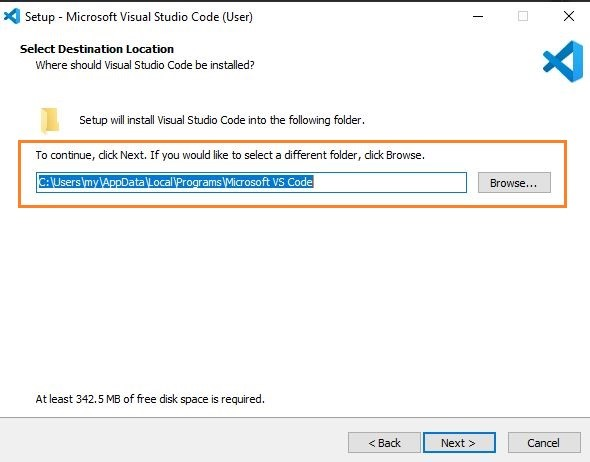 Setup - Microsoft Visual Studio Code (User)
Select Destination Location
Where should Visual Studio Code be installed?
Setup will install Visual Studio Code into the following folder.
To continue, click Next. If you would like to select a different folder, click Browse.
C:\Users\my\AppData\Local\Programs\Microsoft VS Code
Browse...
At least 342.5 MB of free disk space is required.
< Back
Next >
Cancel